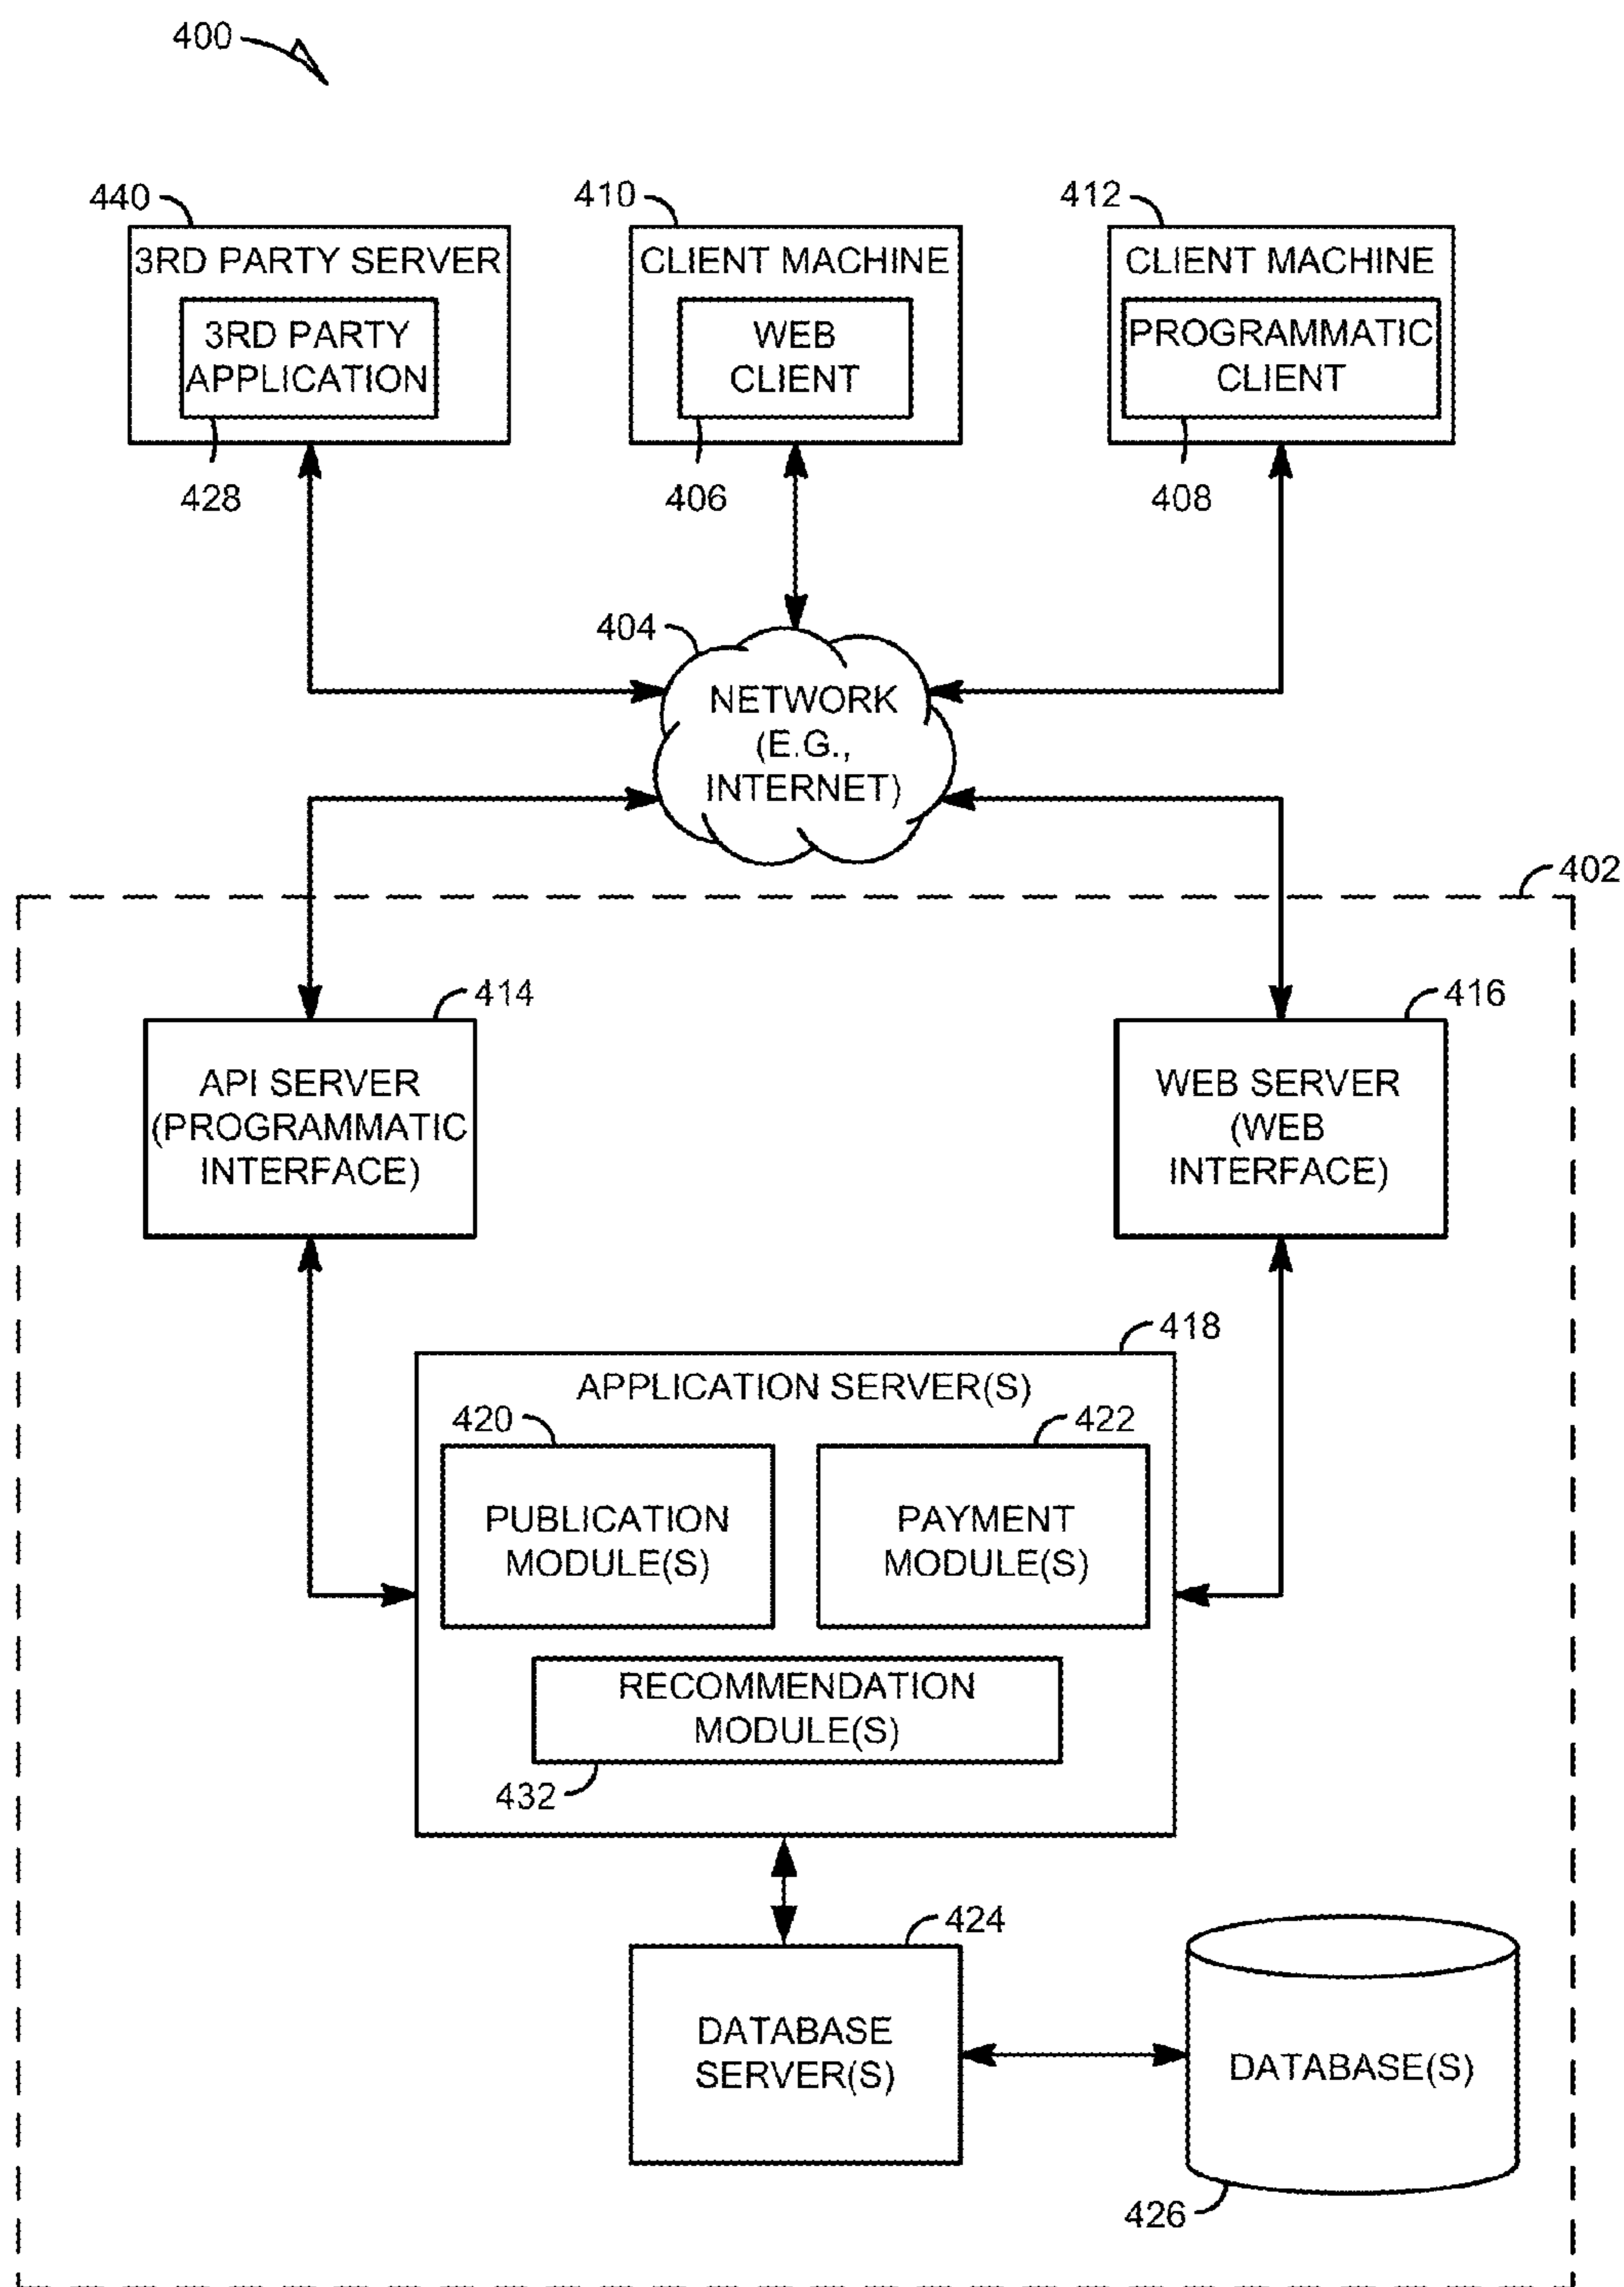 400
440
410
412
3RD PARTY SERVER
3RD PARTY
APPLICATION
428
CLIENT MACHINE
WEB
CLIENT
406
CLIENT MACHINE
PROGRAMMATIC
CLIENT
408
404
NETWORK
(E.G.,
INTERNET)
402
414
API SERVER
(PROGRAMMATIC
INTERFACE)
416
WEB SERVER
(WEB
INTERFACE)
418
APPLICATION SERVER(S)
420
PUBLICATION
MODULE(S)
422
PAYMENT
MODULE(S)
RECOMMENDATION
MODULE(S)
432
424
DATABASE
SERVER(S)
DATABASE(S)
426